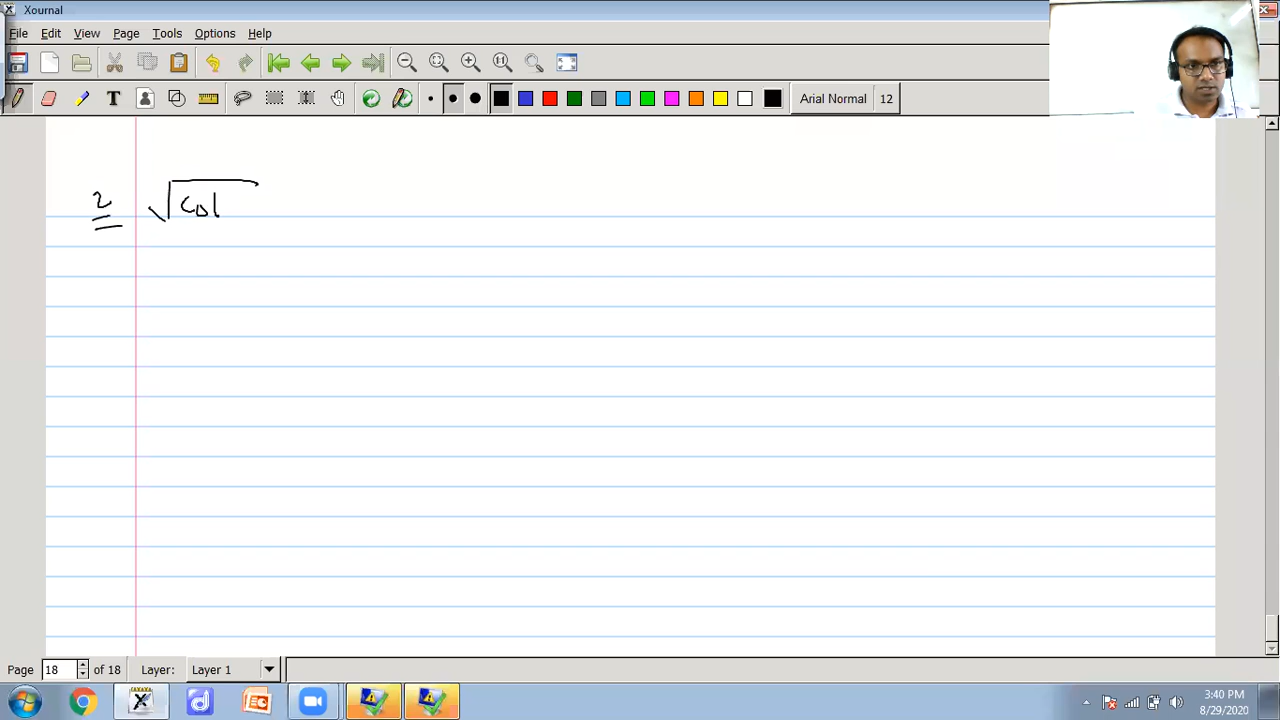 Xournal
File Edit View Page Tools Options Help
Arial Normal 12
2 √cot
Page 18 of 18 Layer: Layer 1
3:40 PM
8/29/2020